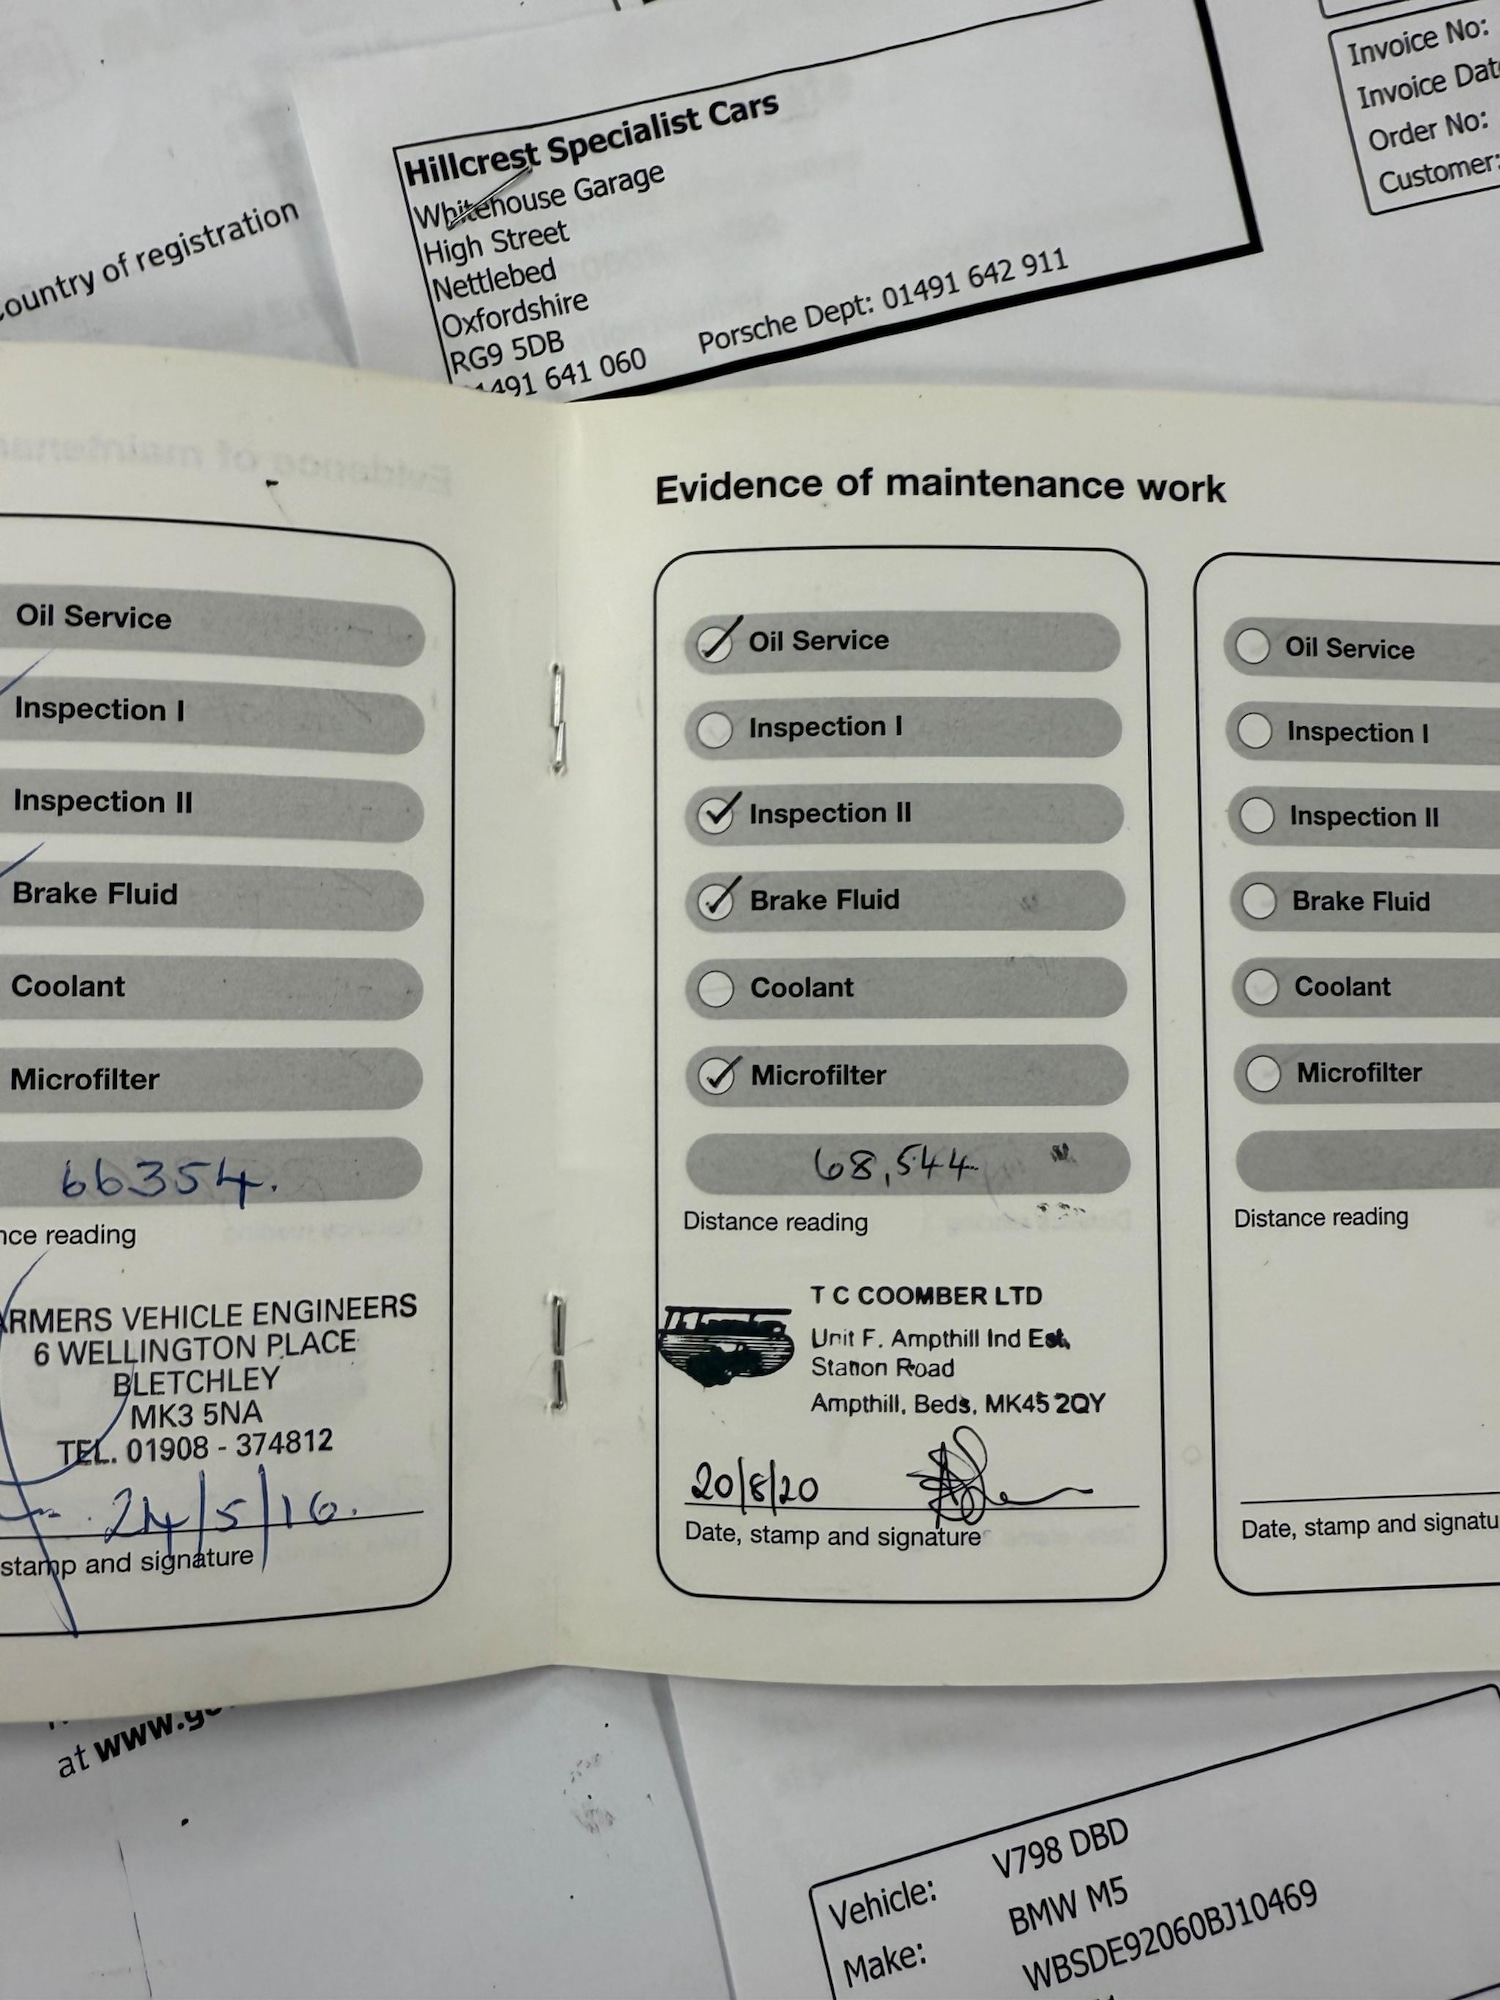 Hillcrest Specialist Cars
Whitehouse Garage
High Street
Nettlebed
Oxfordshire
RG9 5DB
491 641 060 Porsche Dept: 01491 642 911
Invoice No:
Invoice Dat
Order No:
Customer:
ountry of registration
Oil Service
Inspection I
Inspection II
Brake Fluid
Coolant
Microfilter
66354.
nce reading
ARMERS VEHICLE ENGINEERS
6 WELLINGTON PLACE
BLETCHLEY
MK3 5NA
TEL. 01908 - 374812
24/5/16.
stamp and signature
Evidence of maintenance work
Oil Service
Inspection I
Inspection II
Brake Fluid
Coolant
Microfilter
68,544
Distance reading
T C COOMBER LTD
Unit F. Ampthill Ind Est,
Station Road
Ampthill, Beds, MK45 2QY
20/8/20
Date, stamp and signature
Oil Service
Inspection I
Inspection II
Brake Fluid
Coolant
Microfilter
Distance reading
Date, stamp and signatu
at www.go
Vehicle: V798 DBD
Make: BMW M5
WBSDE92060BJ10469